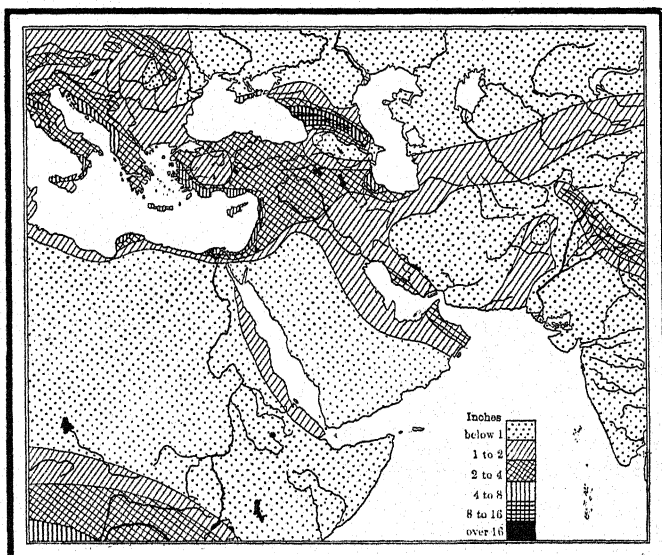 Inches
below 1
1 to 2
2 to 4
4 to 8
8 to 16
over 16